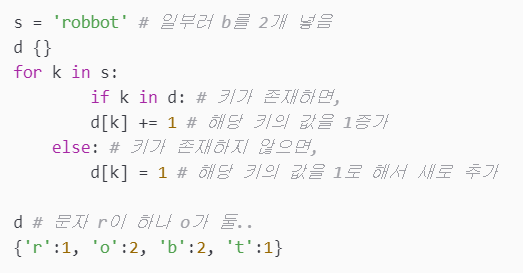 s = 'robbot' # 일부러 b를 2개 넣음
d {}
for k in s:
        if k in d: # 키가 존재하면,
        d[k] += 1 # 해당 키의 값을 1증가
    else: # 키가 존재하지 않으면,
        d[k] = 1 # 해당 키의 값을 1로 해서 새로 추가

d # 문자 r이 하나 o가 둘..
{'r':1, 'o':2, 'b':2, 't':1}